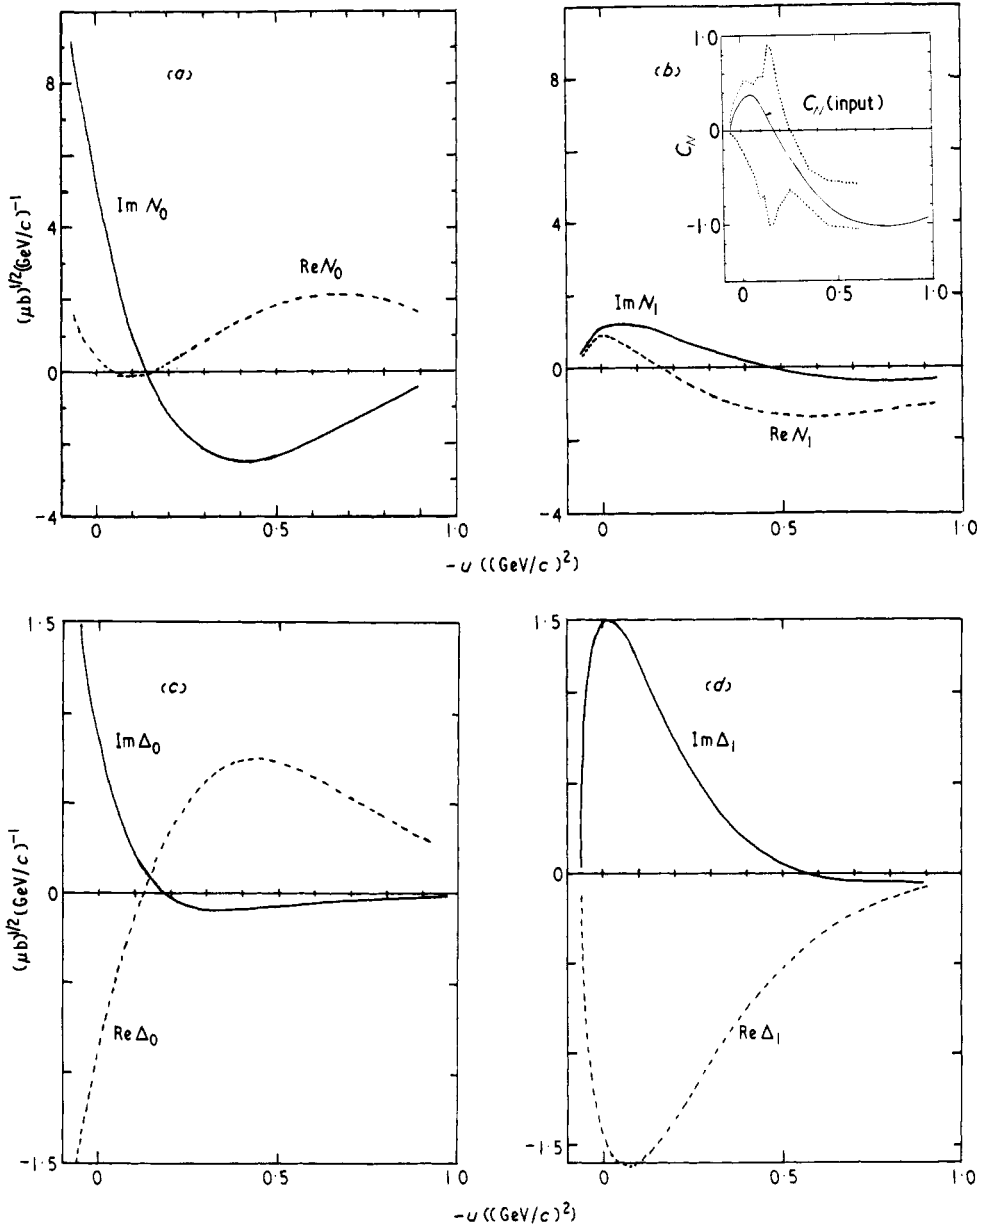 (a)
8
4
0
-4
(μb)^1/2 (GeV/c)^-1
Im N₀
Re N₀
0
0·5
1.0
(b)
8
4
0
-4
Im N₁
Re N₁
0
0·5
1.0
1.0
0
-1.0
C_N
C_N (input)
0
0.5
1.0
-u ((GeV/c)²)
1·5
0
-1·5
(μb)^1/2 (GeV/c)^-1
(c)
Im Δ₀
Re Δ₀
0
0·5
1.0
(d)
1·5
0
-1·5
Im Δ₁
Re Δ₁
0
0·5
1.0
-u ((GeV/c)²)